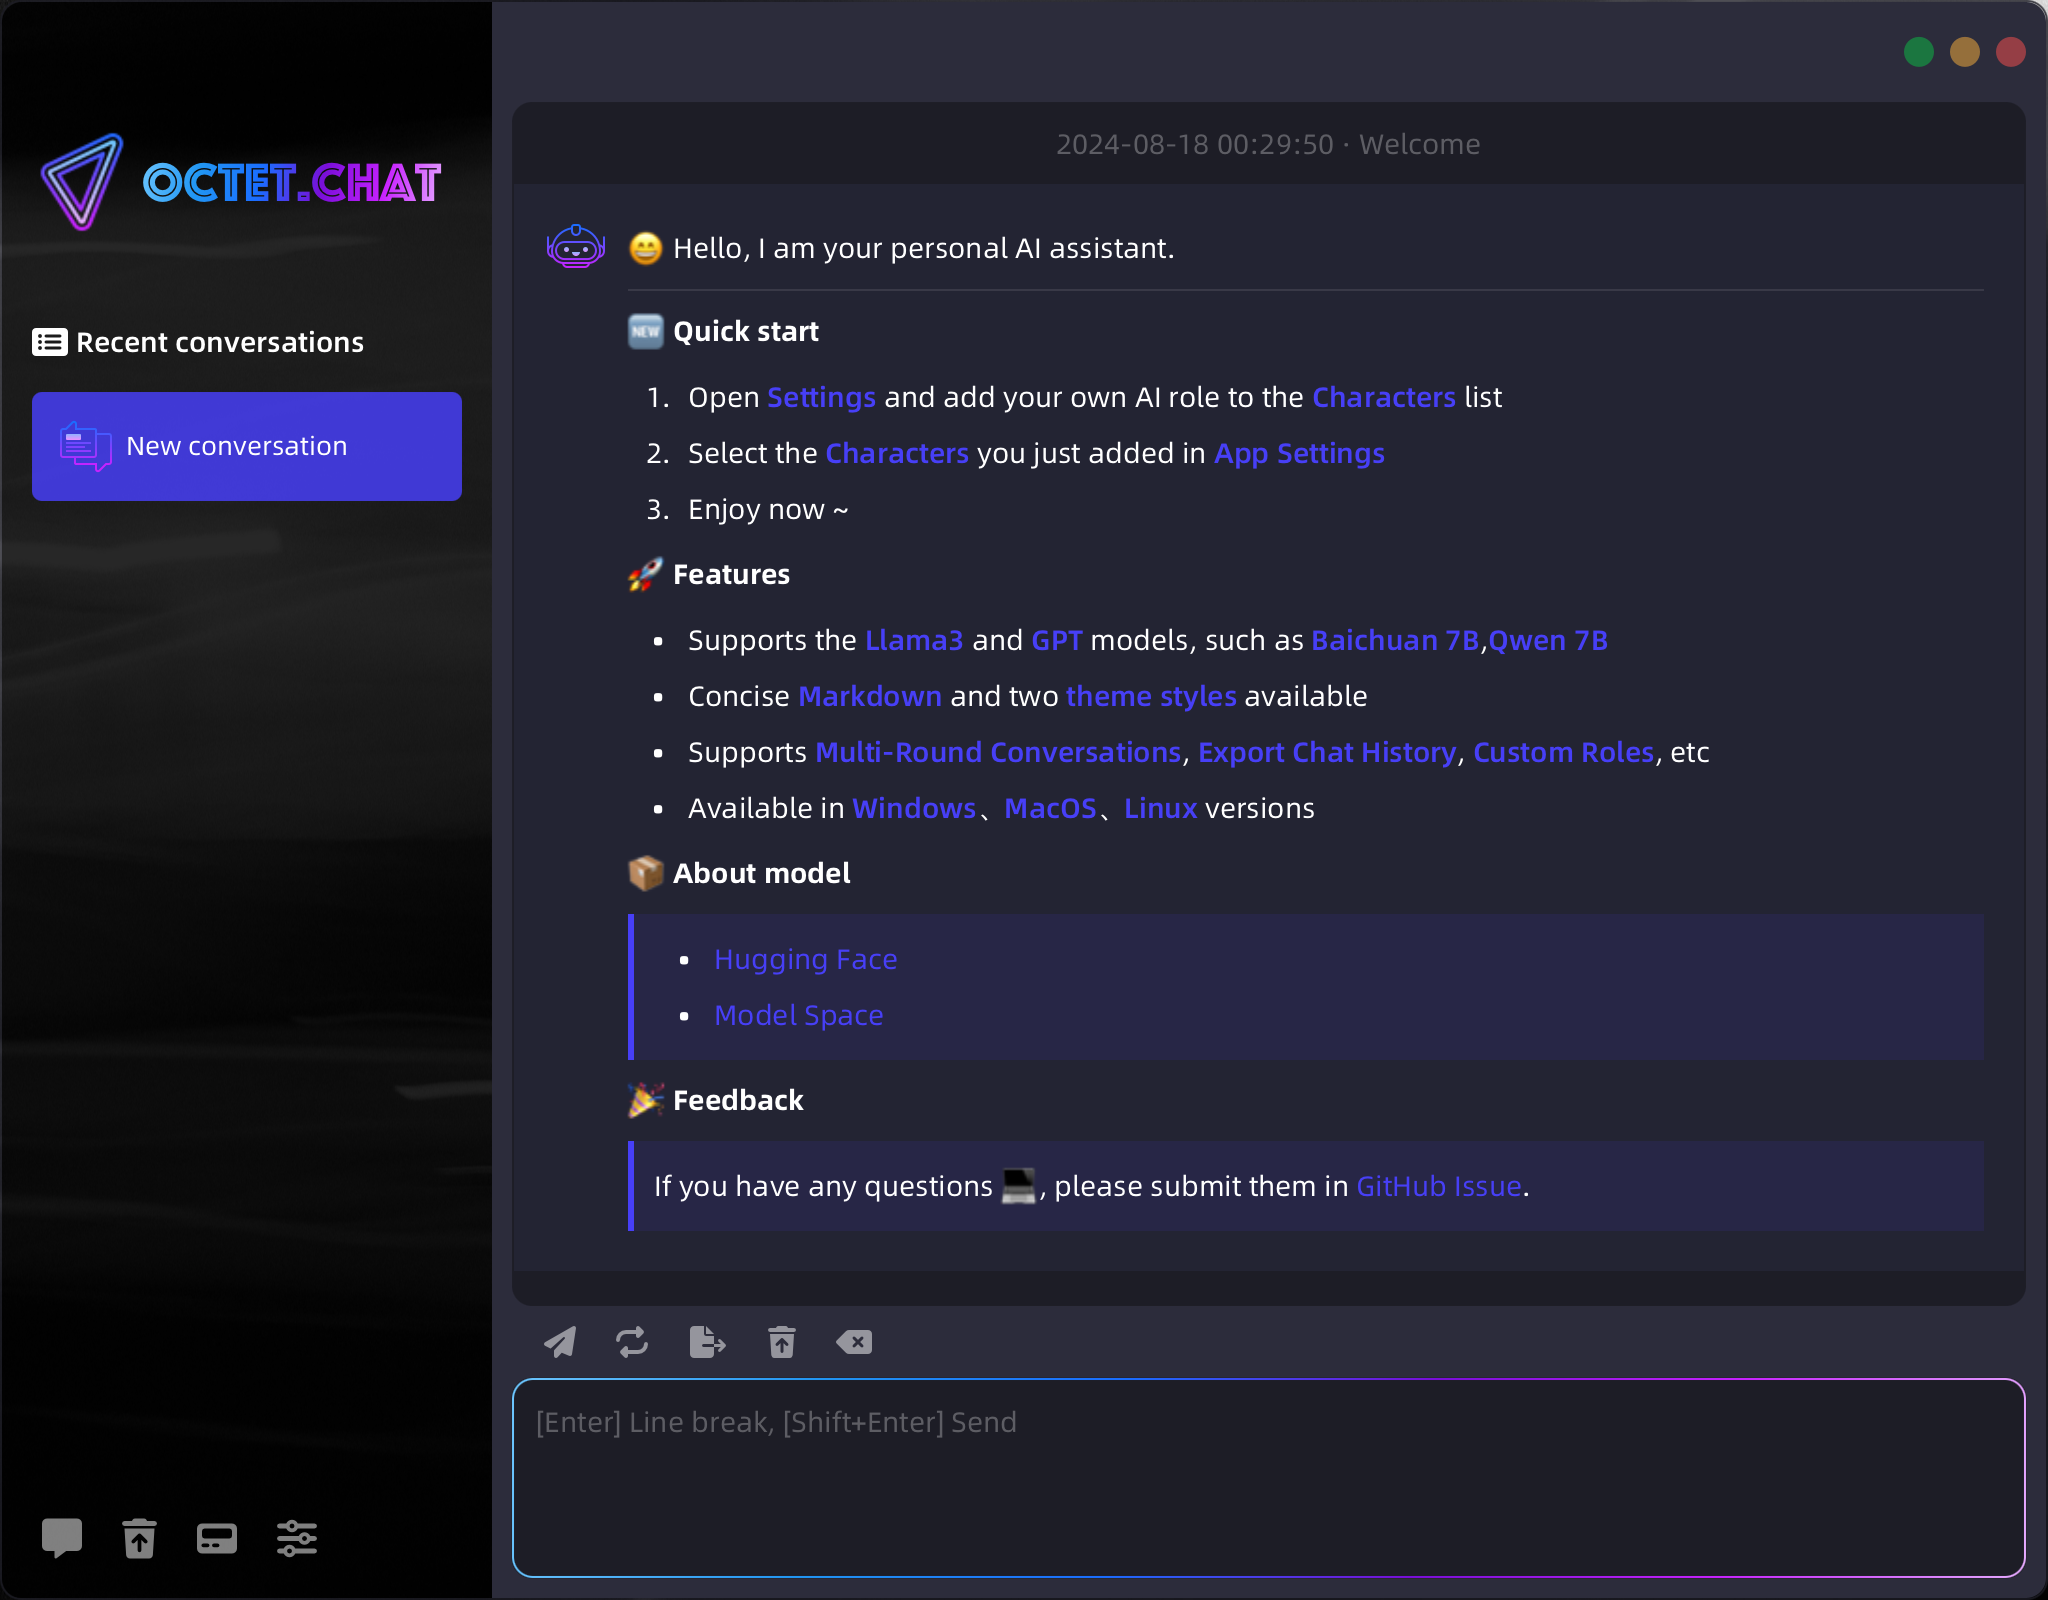 OCTET.CHAT
Recent conversations
New conversation
2024-08-18 00:29:50 · Welcome
😄 Hello, I am your personal AI assistant.
🆕 Quick start
1. Open Settings and add your own AI role to the Characters list
2. Select the Characters you just added in App Settings
3. Enjoy now ~
🚀 Features
• Supports the Llama3 and GPT models, such as Baichuan 7B,Qwen 7B
• Concise Markdown and two theme styles available
• Supports Multi-Round Conversations, Export Chat History, Custom Roles, etc
• Available in Windows、MacOS、Linux versions
📦 About model
• Hugging Face
• Model Space
🎉 Feedback
If you have any questions 💻, please submit them in GitHub Issue.
[Enter] Line break, [Shift+Enter] Send